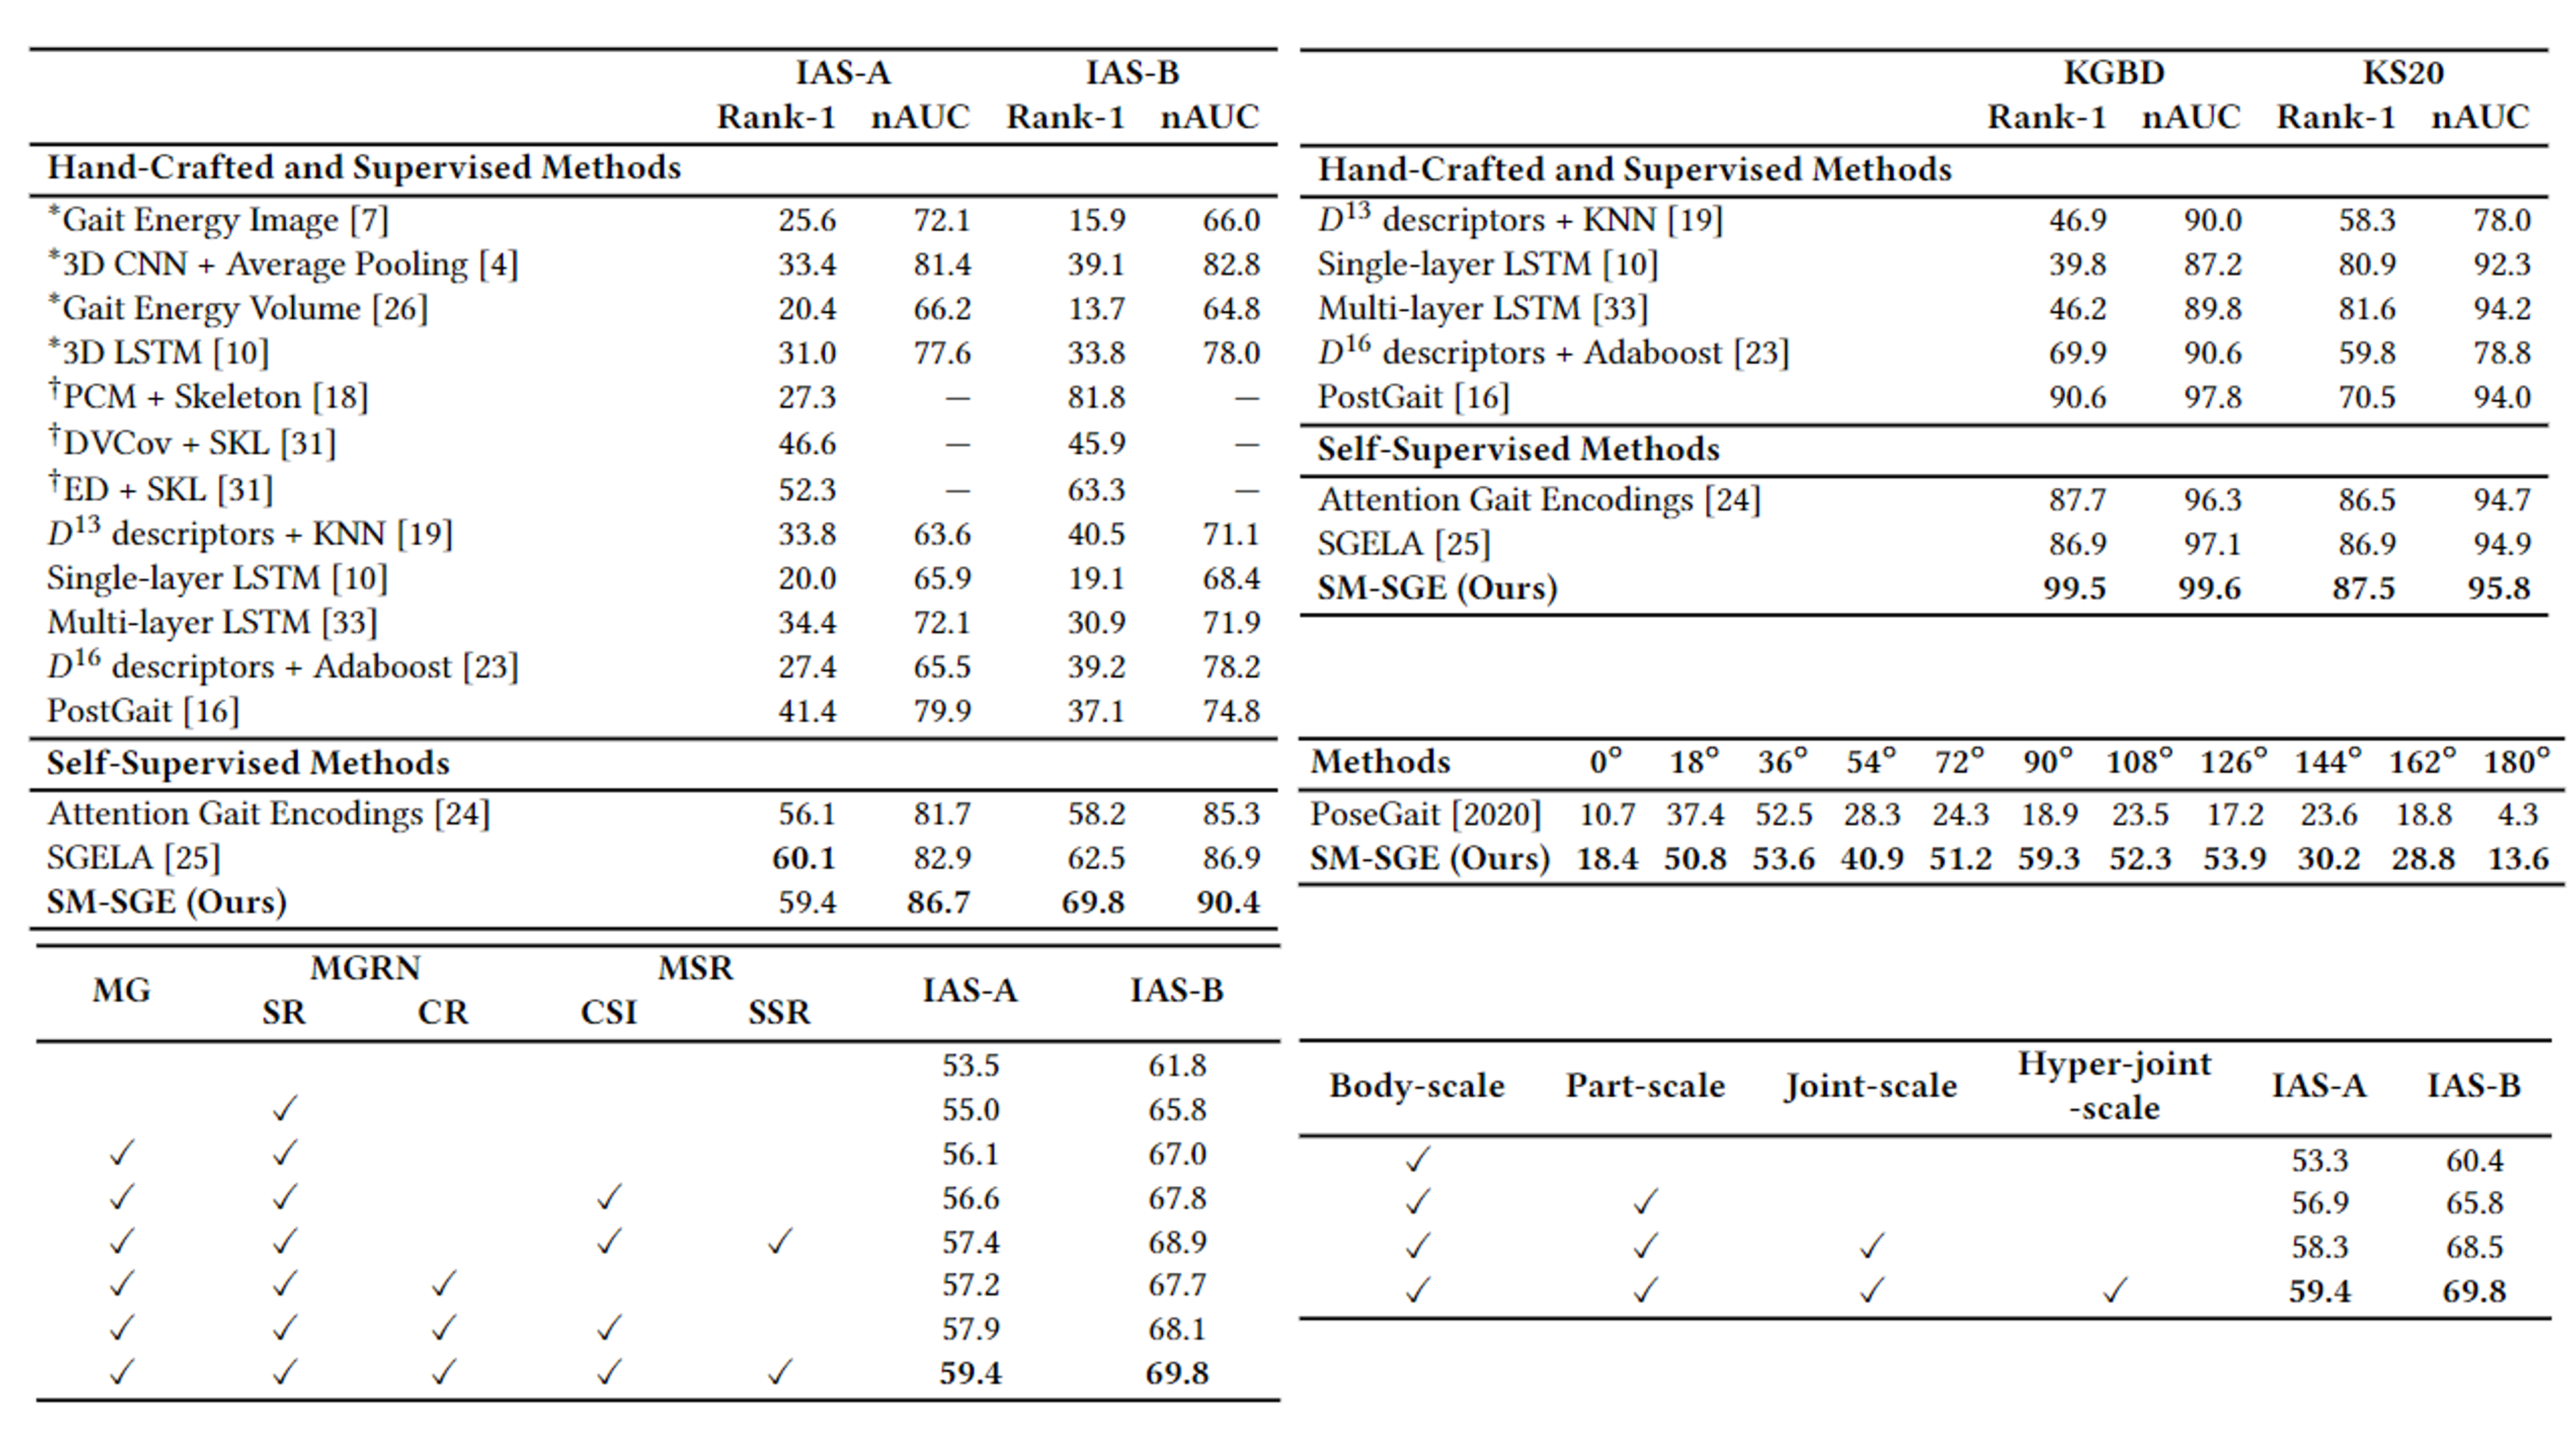 IAS-A IAS-B
Rank-1 nAUC Rank-1 nAUC
Hand-Crafted and Supervised Methods
*Gait Energy Image [7] 25.6 72.1 15.9 66.0
*3D CNN + Average Pooling [4] 33.4 81.4 39.1 82.8
*Gait Energy Volume [26] 20.4 66.2 13.7 64.8
*3D LSTM [10] 31.0 77.6 33.8 78.0
†PCM + Skeleton [18] 27.3 — 81.8 —
†DVCov + SKL [31] 46.6 — 45.9 —
†ED + SKL [31] 52.3 — 63.3 —
D¹³ descriptors + KNN [19] 33.8 63.6 40.5 71.1
Single-layer LSTM [10] 20.0 65.9 19.1 68.4
Multi-layer LSTM [33] 34.4 72.1 30.9 71.9
D¹⁶ descriptors + Adaboost [23] 27.4 65.5 39.2 78.2
PostGait [16] 41.4 79.9 37.1 74.8
Self-Supervised Methods
Attention Gait Encodings [24] 56.1 81.7 58.2 85.3
SGELA [25] 60.1 82.9 62.5 86.9
SM-SGE (Ours) 59.4 86.7 69.8 90.4
MGRN MSR
MG IAS-A IAS-B
SR CR CSI SSR
53.5 61.8
✓ 55.0 65.8
✓ ✓ 56.1 67.0
✓ ✓ ✓ 56.6 67.8
✓ ✓ ✓ ✓ 57.4 68.9
✓ ✓ ✓ 57.2 67.7
✓ ✓ ✓ ✓ 57.9 68.1
✓ ✓ ✓ ✓ ✓ 59.4 69.8
KGBD KS20
Rank-1 nAUC Rank-1 nAUC
Hand-Crafted and Supervised Methods
D¹³ descriptors + KNN [19] 46.9 90.0 58.3 78.0
Single-layer LSTM [10] 39.8 87.2 80.9 92.3
Multi-layer LSTM [33] 46.2 89.8 81.6 94.2
D¹⁶ descriptors + Adaboost [23] 69.9 90.6 59.8 78.8
PostGait [16] 90.6 97.8 70.5 94.0
Self-Supervised Methods
Attention Gait Encodings [24] 87.7 96.3 86.5 94.7
SGELA [25] 86.9 97.1 86.9 94.9
SM-SGE (Ours) 99.5 99.6 87.5 95.8
Methods 0° 18° 36° 54° 72° 90° 108° 126° 144° 162° 180°
PoseGait [2020] 10.7 37.4 52.5 28.3 24.3 18.9 23.5 17.2 23.6 18.8 4.3
SM-SGE (Ours) 18.4 50.8 53.6 40.9 51.2 59.3 52.3 53.9 30.2 28.8 13.6
Hyper-joint
Body-scale Part-scale Joint-scale IAS-A IAS-B
-scale
✓ 53.3 60.4
✓ ✓ 56.9 65.8
✓ ✓ ✓ 58.3 68.5
✓ ✓ ✓ ✓ 59.4 69.8